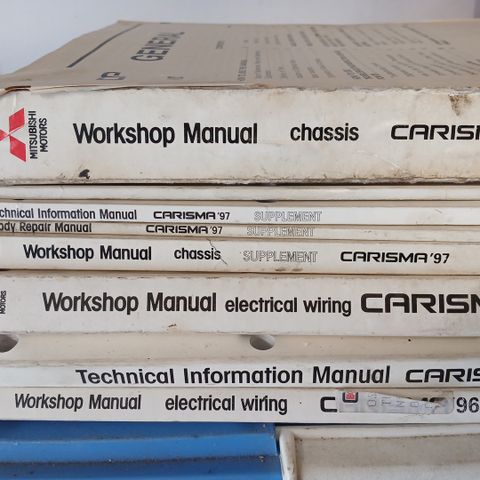 GENERAL
MITSUBISHI
MOTORS
Workshop Manual chassis CARISM
chnical Information Manual CARISMA'97 SUPPLEMENT
ody Repair Manual CARISMA'97 SUPPLEMENT
Workshop Manual chassis SUPPLEMENT CARISMA'97
MOTORS
Workshop Manual electrical wiring CARISM
Technical Information Manual CARIS
Workshop Manual electrical wiring C 96